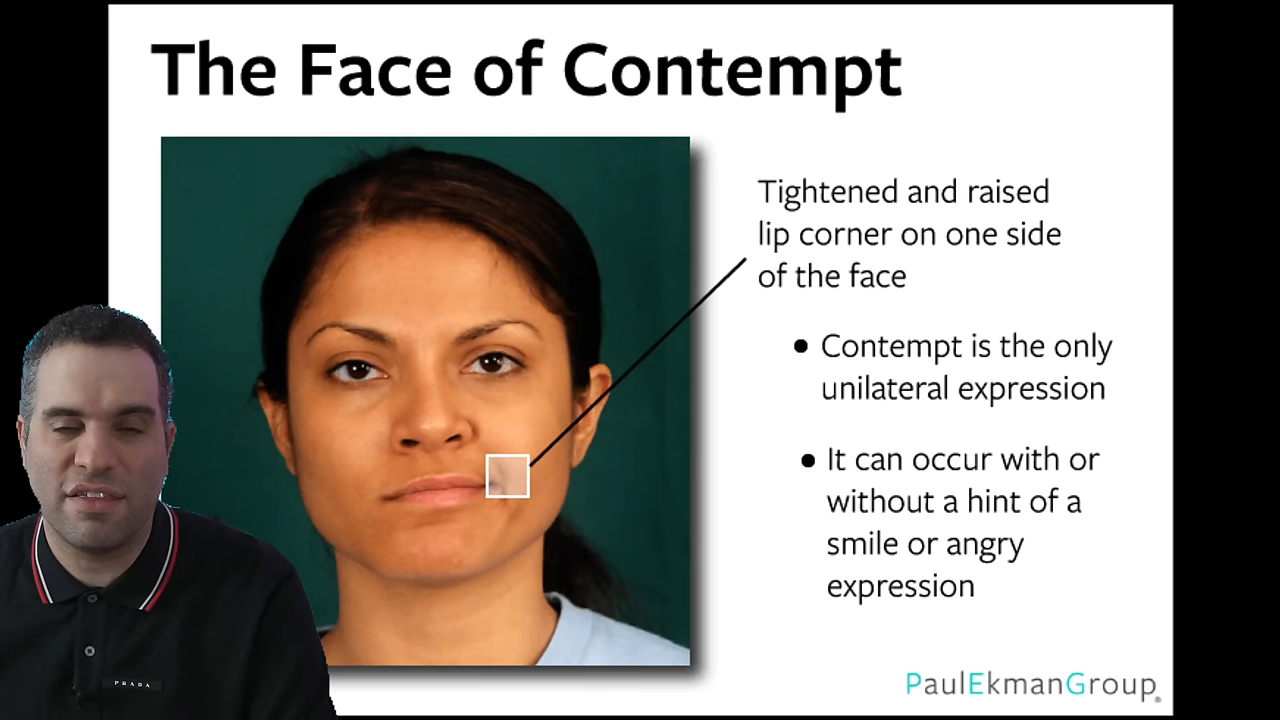 The Face of Contempt
Tightened and raised
lip corner on one side
of the face
• Contempt is the only
unilateral expression
• It can occur with or
without a hint of a
smile or angry
expression
PRADA
PaulEkmanGroup®